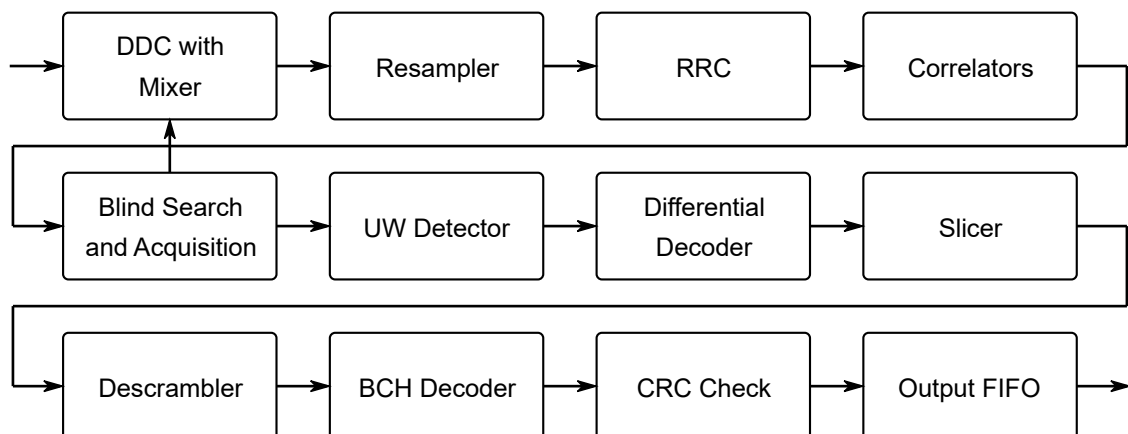 DDC with
Mixer
Resampler
RRC
Correlators
Blind Search
and Acquisition
UW Detector
Differential
Decoder
Slicer
Descrambler
BCH Decoder
CRC Check
Output FIFO